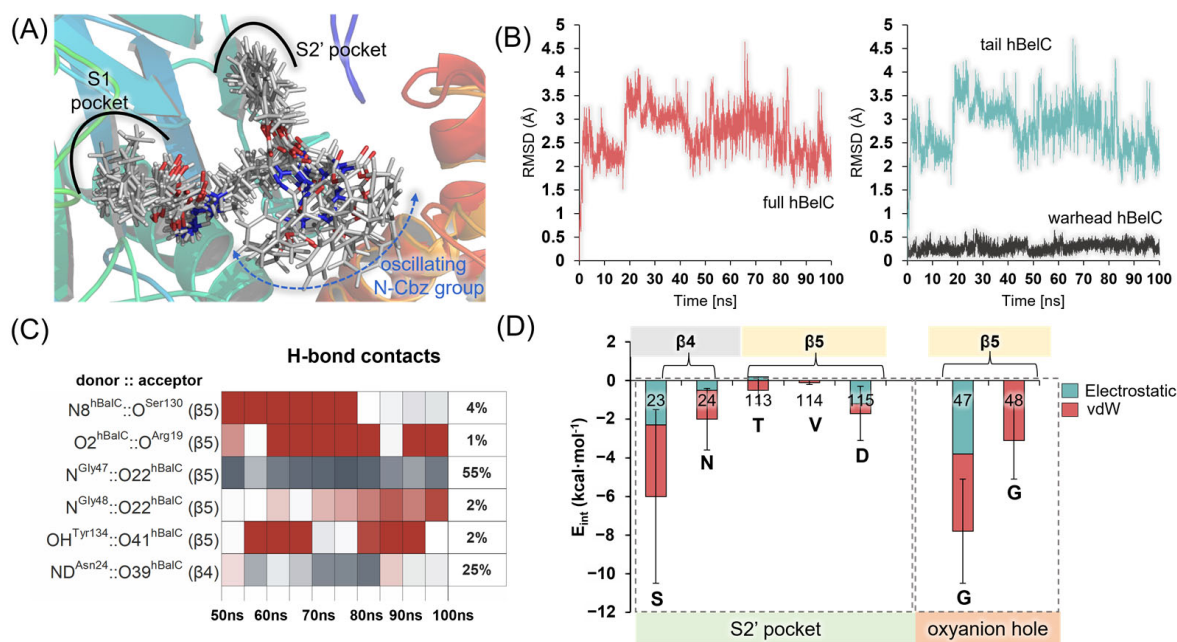 (A)
S2' pocket
S1
pocket
oscillating
N-Cbz group
(B)
RMSD (Å)
5
4.5
4
3.5
3
2.5
2
1.5
1
0.5
0
full hBelC
0 10 20 30 40 50 60 70 80 90 100
Time [ns]
RMSD (Å)
5
4.5
4
3.5
3
2.5
2
1.5
1
0.5
0
tail hBelC
warhead hBelC
0 10 20 30 40 50 60 70 80 90 100
Time [ns]
(C)
H-bond contacts
donor :: acceptor
N8hBalC::OSer130 (β5) 4%
O2hBalC::OArg19 (β5) 1%
NGly47::O22hBalC (β5) 55%
NGly48::O22hBalC (β5) 2%
OHTyr134::O41hBalC (β5) 2%
NDAsn24::O39hBalC (β4) 25%
50ns 60ns 70ns 80ns 90ns 100ns
(D)
β4 β5 β5
Eint (kcal·mol-1)
2
0
-2
-4
-6
-8
-10
-12
23 24 113 114 115 47 48
S N T V D G G
Electrostatic
vdW
S2' pocket
oxyanion hole